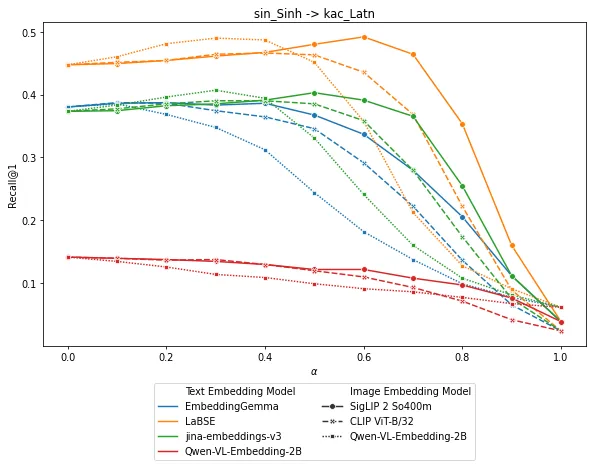 sin_Sinh -> kac_Latn
Recall@1
0.5
0.4
0.3
0.2
0.1
0.0 0.2 0.4 0.6 0.8 1.0
α
Text Embedding Model Image Embedding Model
EmbeddingGemma SigLIP 2 So400m
LaBSE CLIP ViT-B/32
jina-embeddings-v3 Qwen-VL-Embedding-2B
Qwen-VL-Embedding-2B